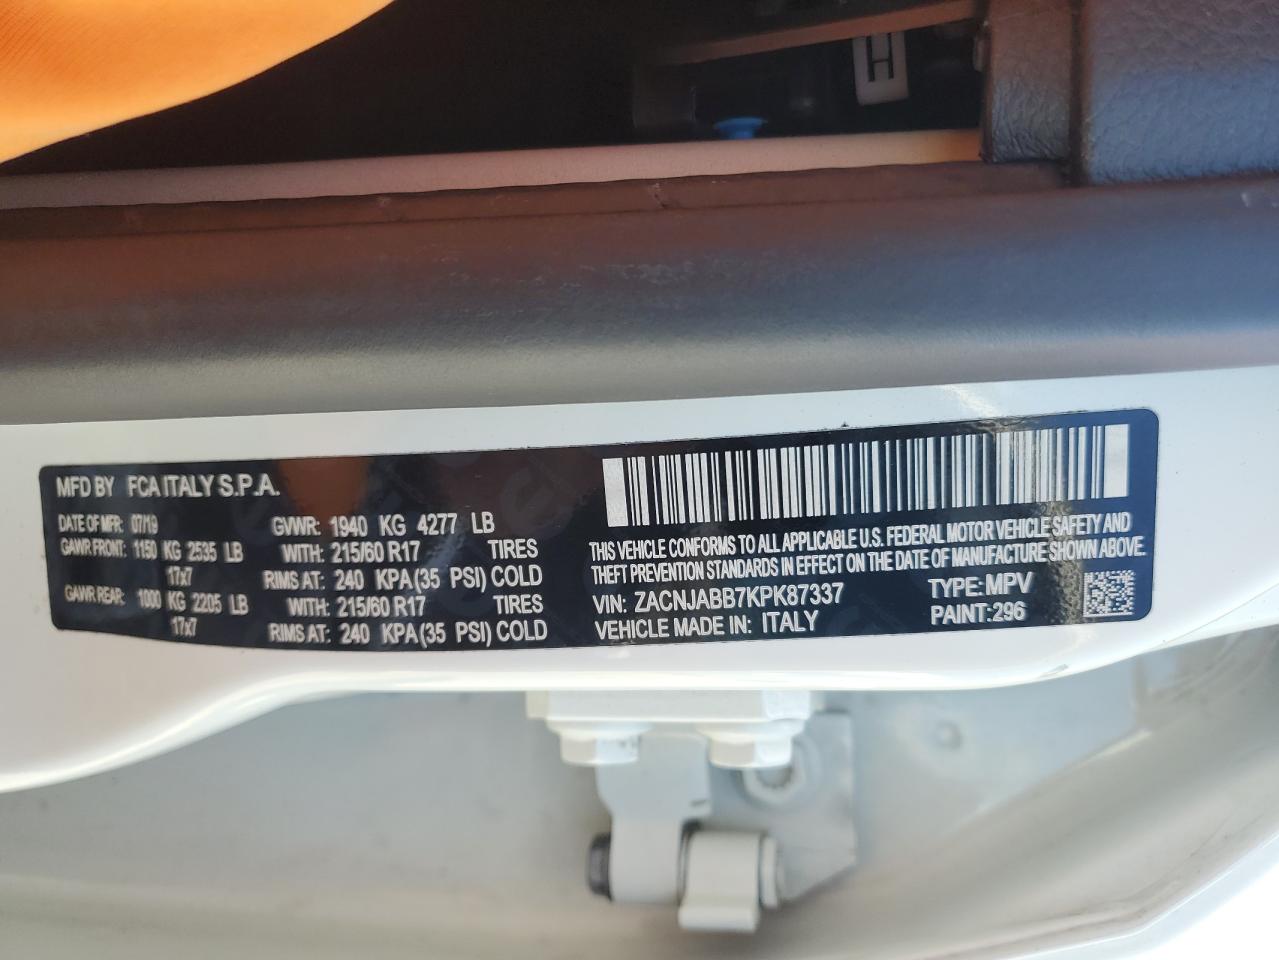 H
MFD BY FCA ITALY S.P.A.
DATE OF MFR: 07/19 GVWR: 1940 KG 4277 LB
GAWR FRONT: 1150 KG 2535 LB WITH: 215/60 R17 TIRES
17x7 RIMS AT: 240 KPA(35 PSI) COLD
GAWR REAR: 1000 KG 2205 LB WITH: 215/60 R17 TIRES
17x7 RIMS AT: 240 KPA(35 PSI) COLD
THIS VEHICLE CONFORMS TO ALL APPLICABLE U.S. FEDERAL MOTOR VEHICLE SAFETY AND
THEFT PREVENTION STANDARDS IN EFFECT ON THE DATE OF MANUFACTURE SHOWN ABOVE.
VIN: ZACNJABB7KPK87337 TYPE: MPV
VEHICLE MADE IN: ITALY PAINT:296